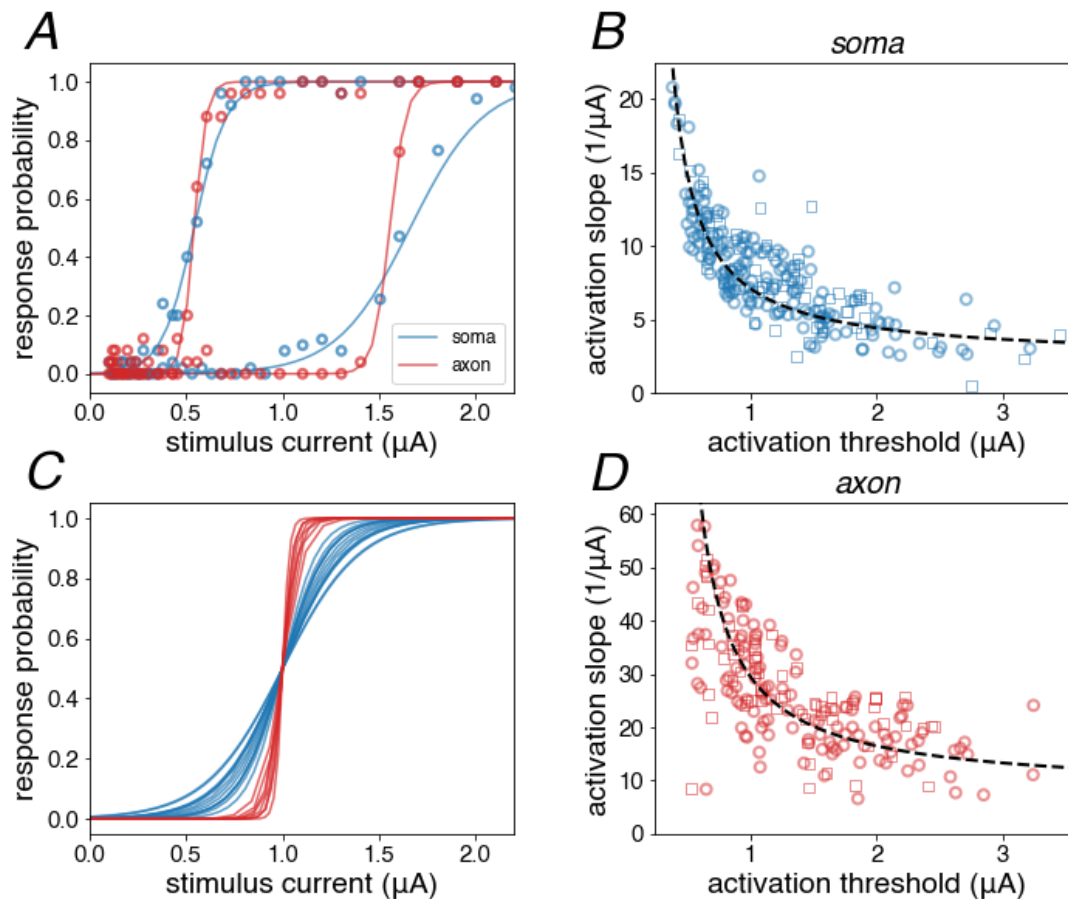 A
response probability
1.0
0.8
0.6
0.4
0.2
0.0
soma
axon
0.0 0.5 1.0 1.5 2.0
stimulus current (µA)
B
soma
activation slope (1/µA)
20
15
10
5
0
1 2 3
activation threshold (µA)
C
response probability
1.0
0.8
0.6
0.4
0.2
0.0
0.0 0.5 1.0 1.5 2.0
stimulus current (µA)
D
axon
activation slope (1/µA)
60
50
40
30
20
10
0
1 2 3
activation threshold (µA)